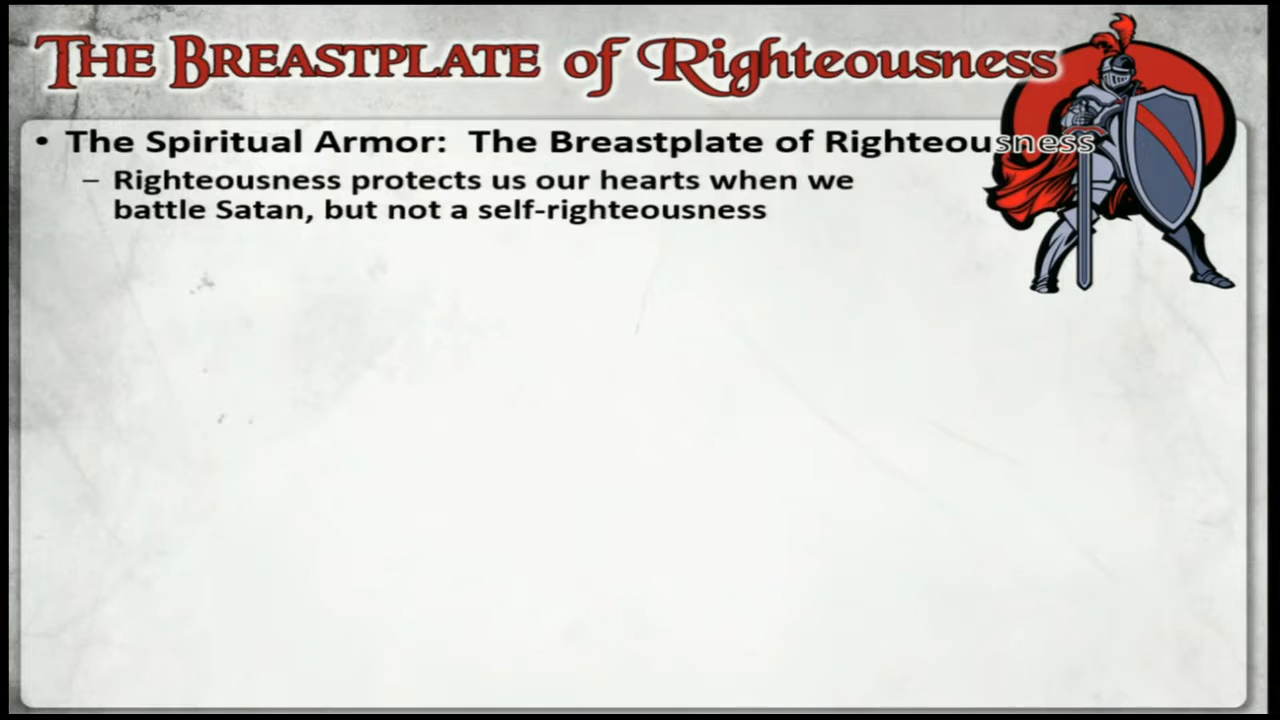 The Breastplate of Righteousness
• The Spiritual Armor:  The Breastplate of Righteousness
– Righteousness protects us our hearts when we
battle Satan, but not a self-righteousness